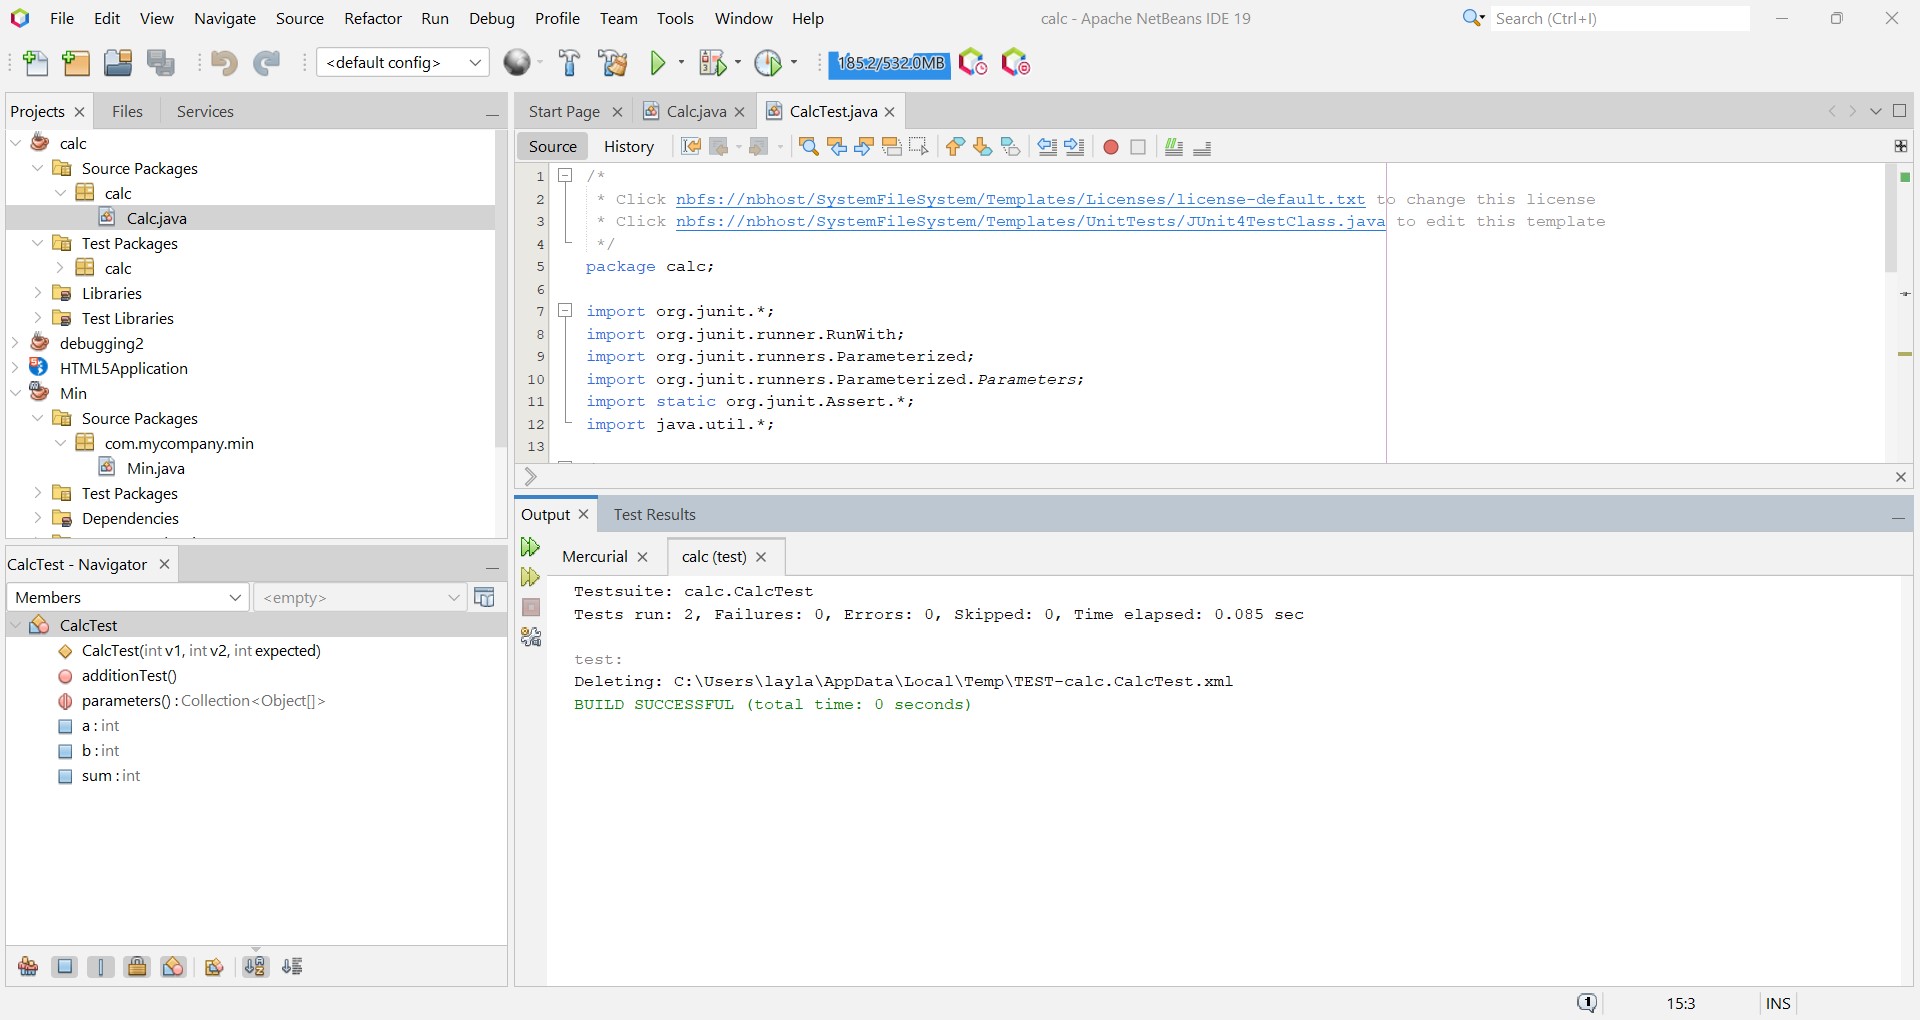 File Edit View Navigate Source Refactor Run Debug Profile Team Tools Window Help
calc - Apache NetBeans IDE 19
Search (Ctrl+I)
<default config>
185.2/532.0MB
Projects Files Services
calc
Source Packages
calc
Calc.java
Test Packages
calc
Libraries
Test Libraries
debugging2
HTML5Application
Min
Source Packages
com.mycompany.min
Min.java
Test Packages
Dependencies
CalcTest - Navigator
Members
<empty>
CalcTest
CalcTest(int v1, int v2, int expected)
additionTest()
parameters() : Collection<Object[]>
a : int
b : int
sum : int
Start Page Calc.java CalcTest.java
Source History
1 /*
2 * Click nbfs://nbhost/SystemFileSystem/Templates/Licenses/license-default.txt to change this license
3 * Click nbfs://nbhost/SystemFileSystem/Templates/UnitTests/JUnit4TestClass.java to edit this template
4 */
5 package calc;
6
7 import org.junit.*;
8 import org.junit.runner.RunWith;
9 import org.junit.runners.Parameterized;
10 import org.junit.runners.Parameterized.Parameters;
11 import static org.junit.Assert.*;
12 import java.util.*;
13
Output Test Results
Mercurial calc (test)
Testsuite: calc.CalcTest
Tests run: 2, Failures: 0, Errors: 0, Skipped: 0, Time elapsed: 0.085 sec
test:
Deleting: C:\Users\layla\AppData\Local\Temp\TEST-calc.CalcTest.xml
BUILD SUCCESSFUL (total time: 0 seconds)
1
15:3
INS